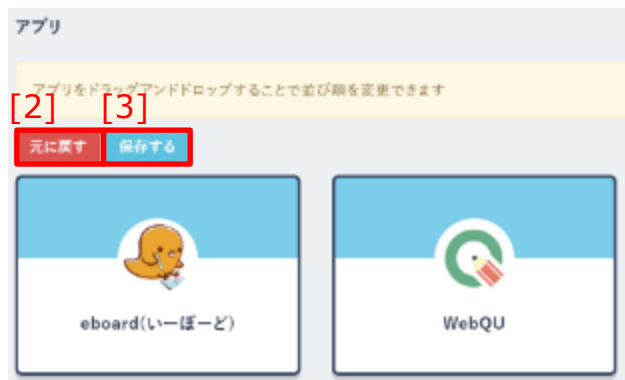 アプリ
アプリをドラッグアンドドロップすることで並び順を変更できます
[2] [3]
元に戻す 保存する
eboard(いーぼーど) WebQU